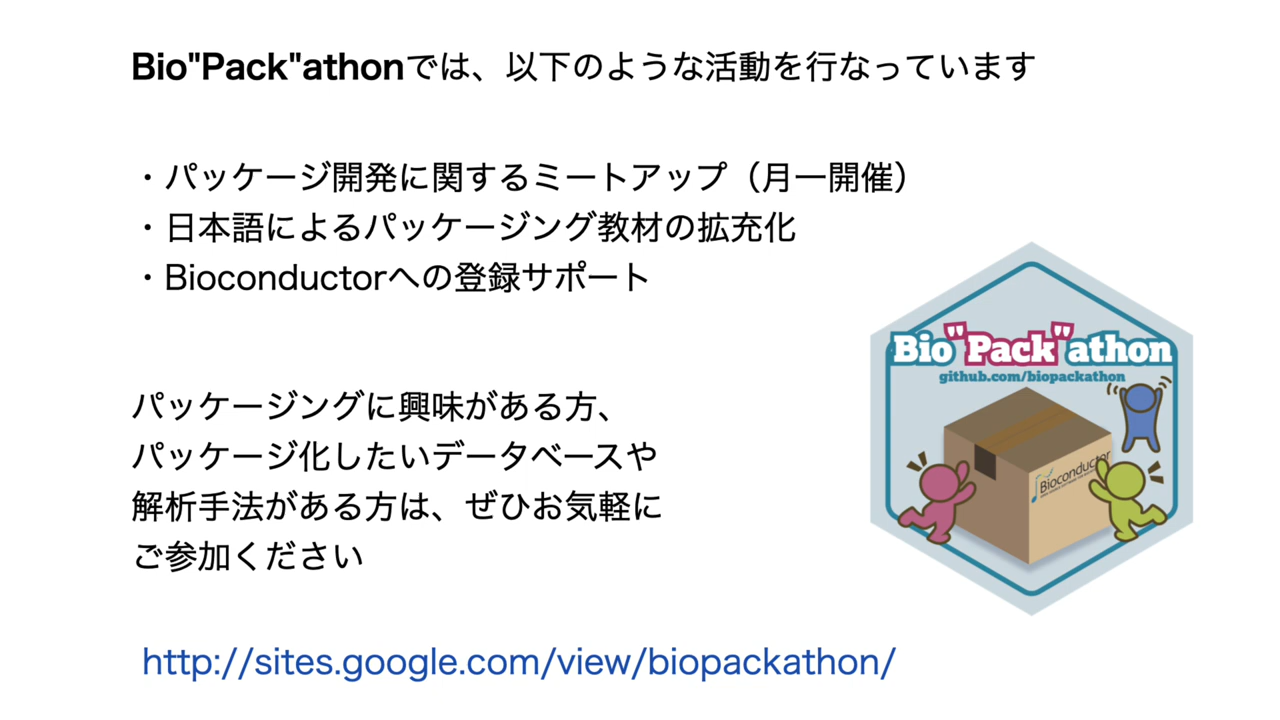 Bio"Pack"athonでは、以下のような活動を行なっています
・パッケージ開発に関するミートアップ（月一開催）
・日本語によるパッケージング教材の拡充化
・Bioconductorへの登録サポート
パッケージングに興味がある方、
パッケージ化したいデータベースや
解析手法がある方は、ぜひお気軽に
ご参加ください
Bio"Pack"athon
github.com/biopackathon
Bioconductor
http://sites.google.com/view/biopackathon/